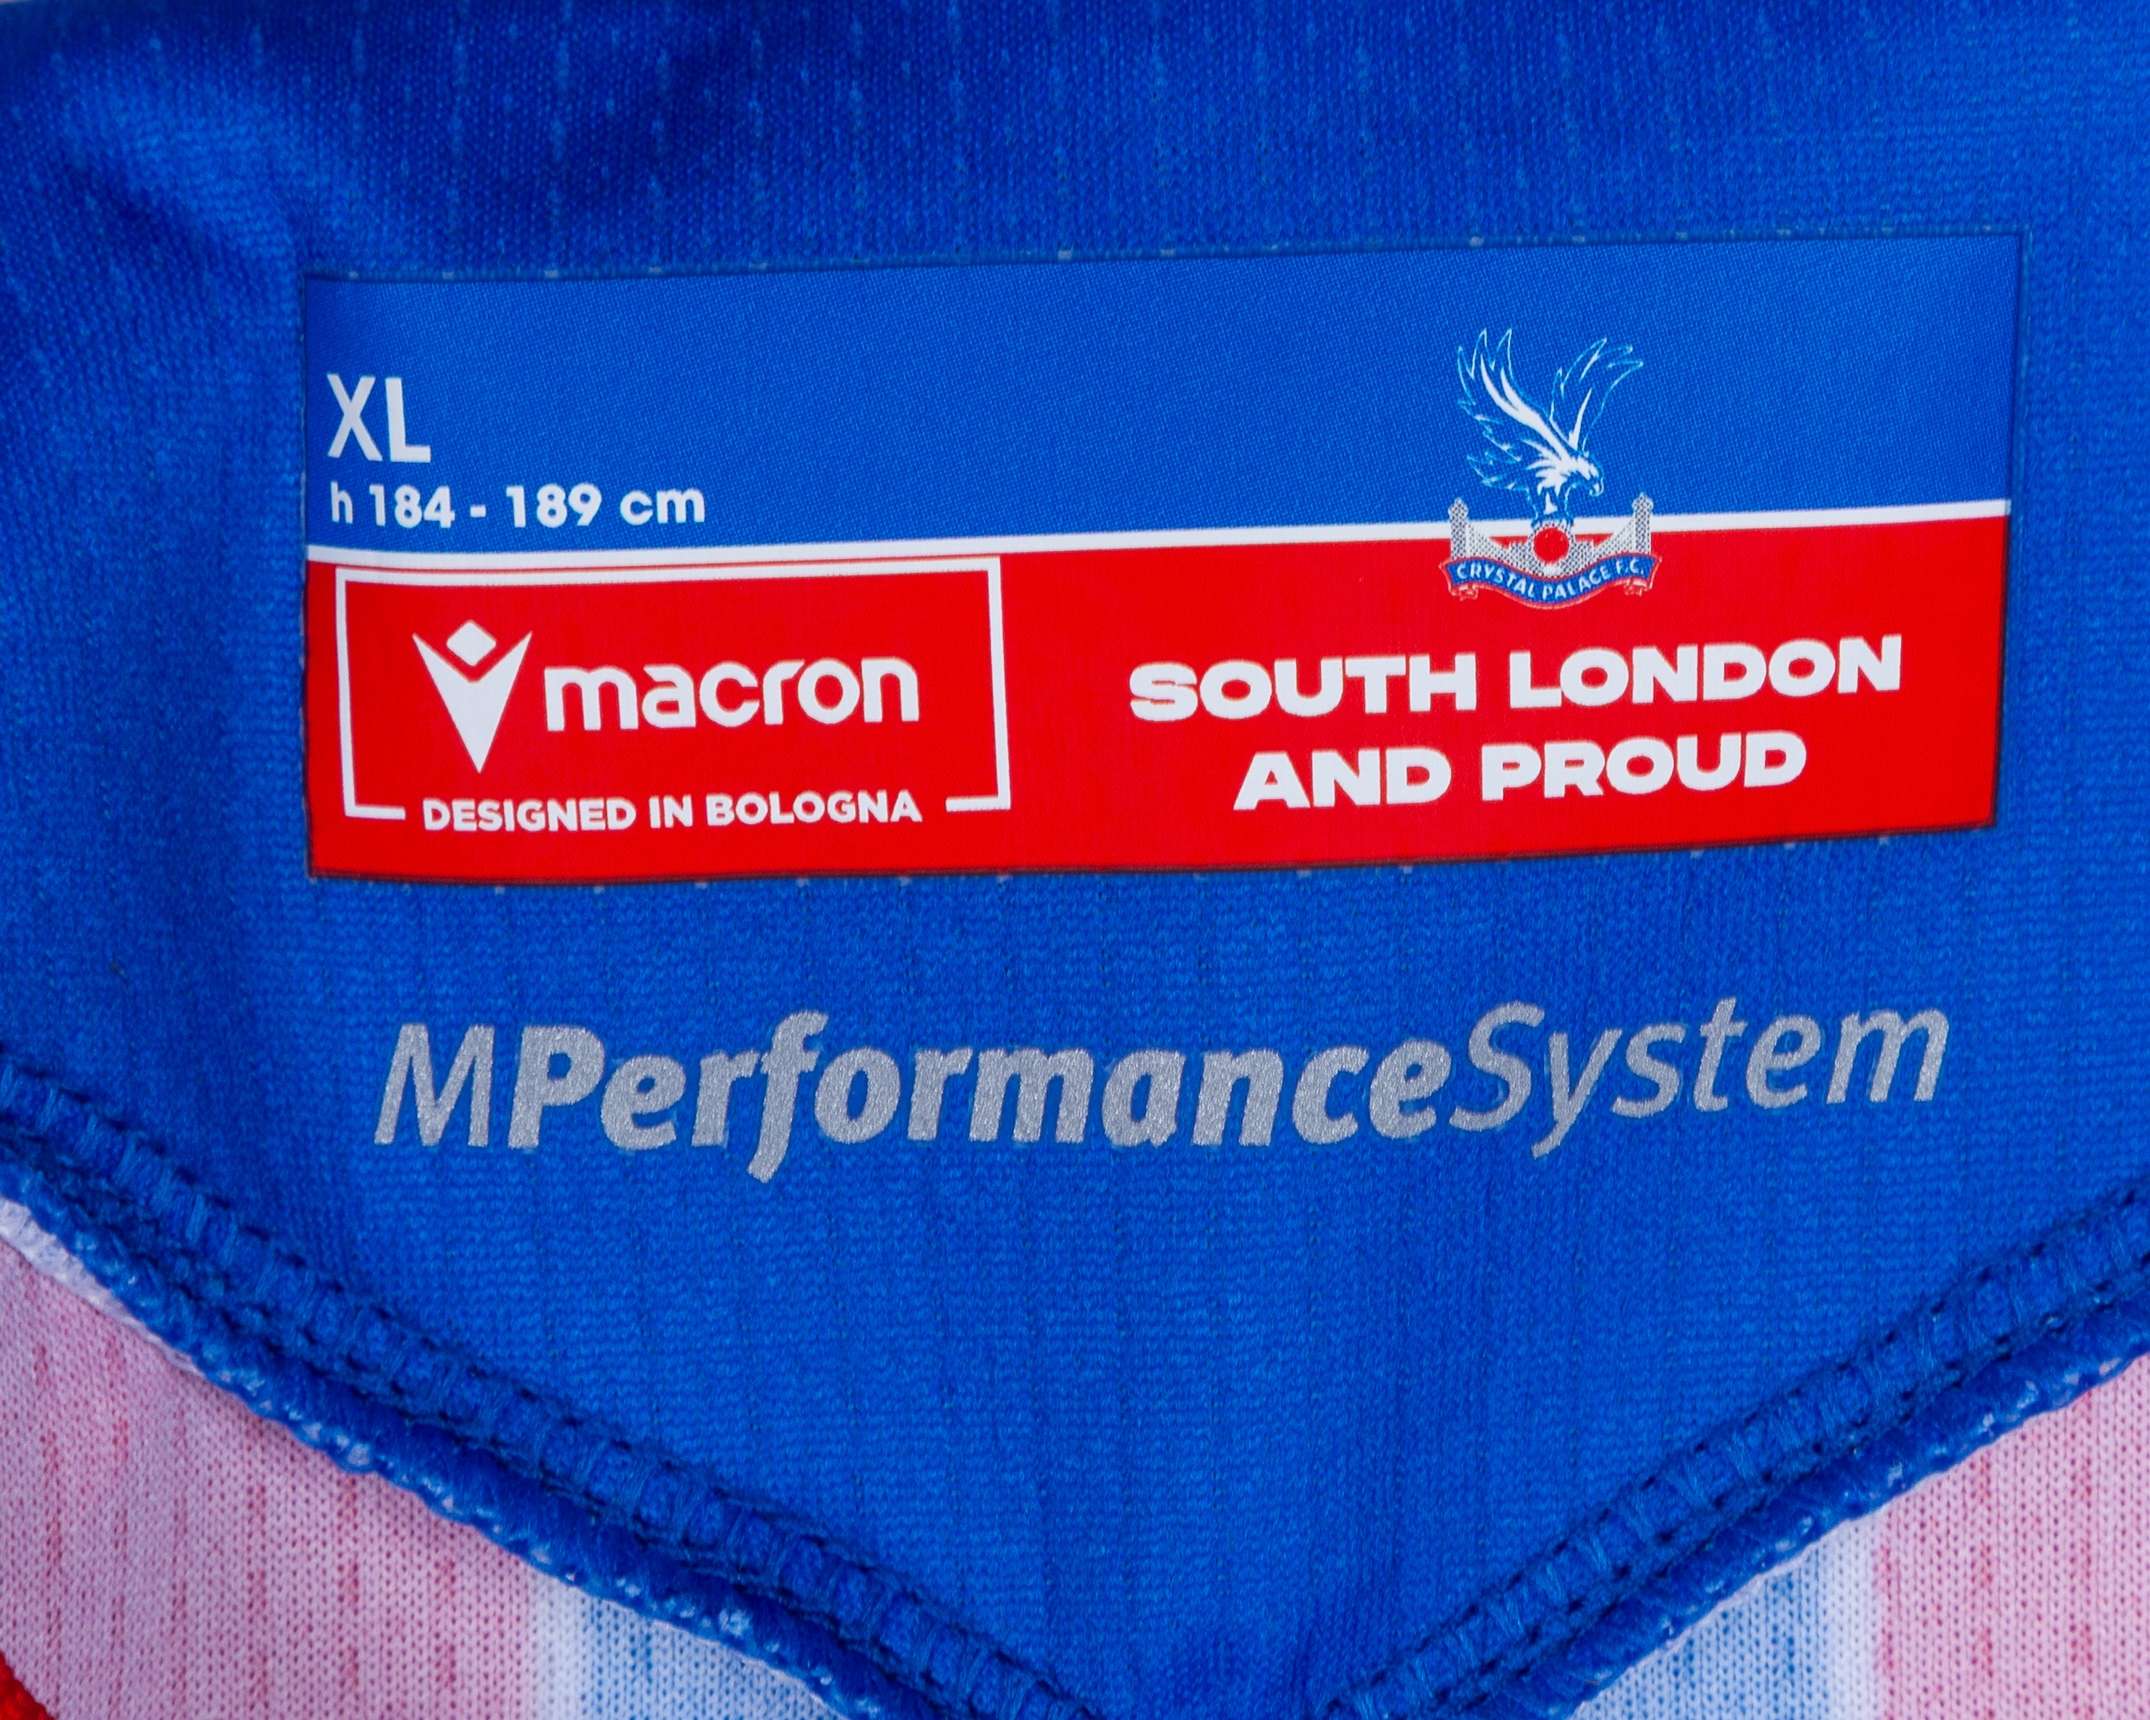 XL
h 184 - 189 cm
CRYSTAL PALACE F.C.
macron
DESIGNED IN BOLOGNA
SOUTH LONDON
AND PROUD
MPerformanceSystem